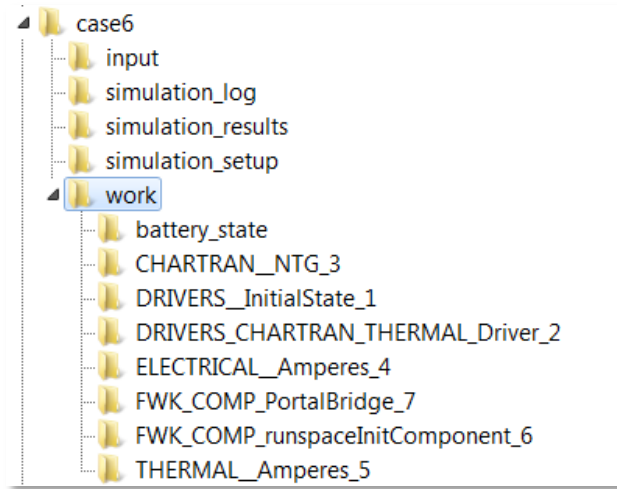 case6
input
simulation_log
simulation_results
simulation_setup
work
battery_state
CHARTRAN__NTG_3
DRIVERS__InitialState_1
DRIVERS_CHARTRAN_THERMAL_Driver_2
ELECTRICAL__Amperes_4
FWK_COMP_PortalBridge_7
FWK_COMP_runspaceInitComponent_6
THERMAL__Amperes_5